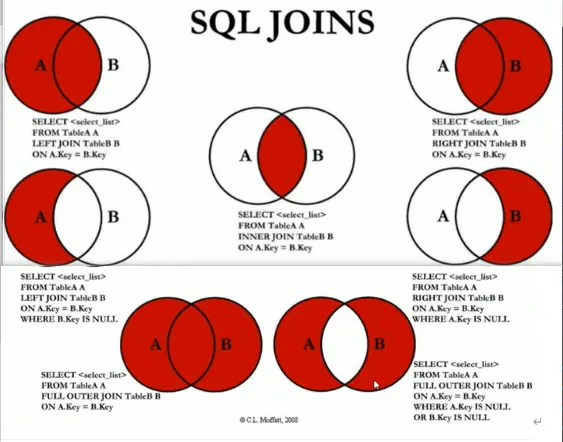 SQL JOINS
A B
SELECT <select_list>
FROM TableA A
LEFT JOIN TableB B
ON A.Key = B.Key
A B
SELECT <select_list>
FROM TableA A
RIGHT JOIN TableB B
ON A.Key = B.Key
A B
SELECT <select_list>
FROM TableA A
INNER JOIN TableB B
ON A.Key = B.Key
A B
SELECT <select_list>
FROM TableA A
LEFT JOIN TableB B
ON A.Key = B.Key
WHERE B.Key IS NULL
A B
SELECT <select_list>
FROM TableA A
RIGHT JOIN TableB B
ON A.Key = B.Key
WHERE A.Key IS NULL
A B
SELECT <select_list>
FROM TableA A
FULL OUTER JOIN TableB B
ON A.Key = B.Key
A B
SELECT <select_list>
FROM TableA A
FULL OUTER JOIN TableB B
ON A.Key = B.Key
WHERE A.Key IS NULL
OR B.Key IS NULL
© C.L. Moffatt, 2008